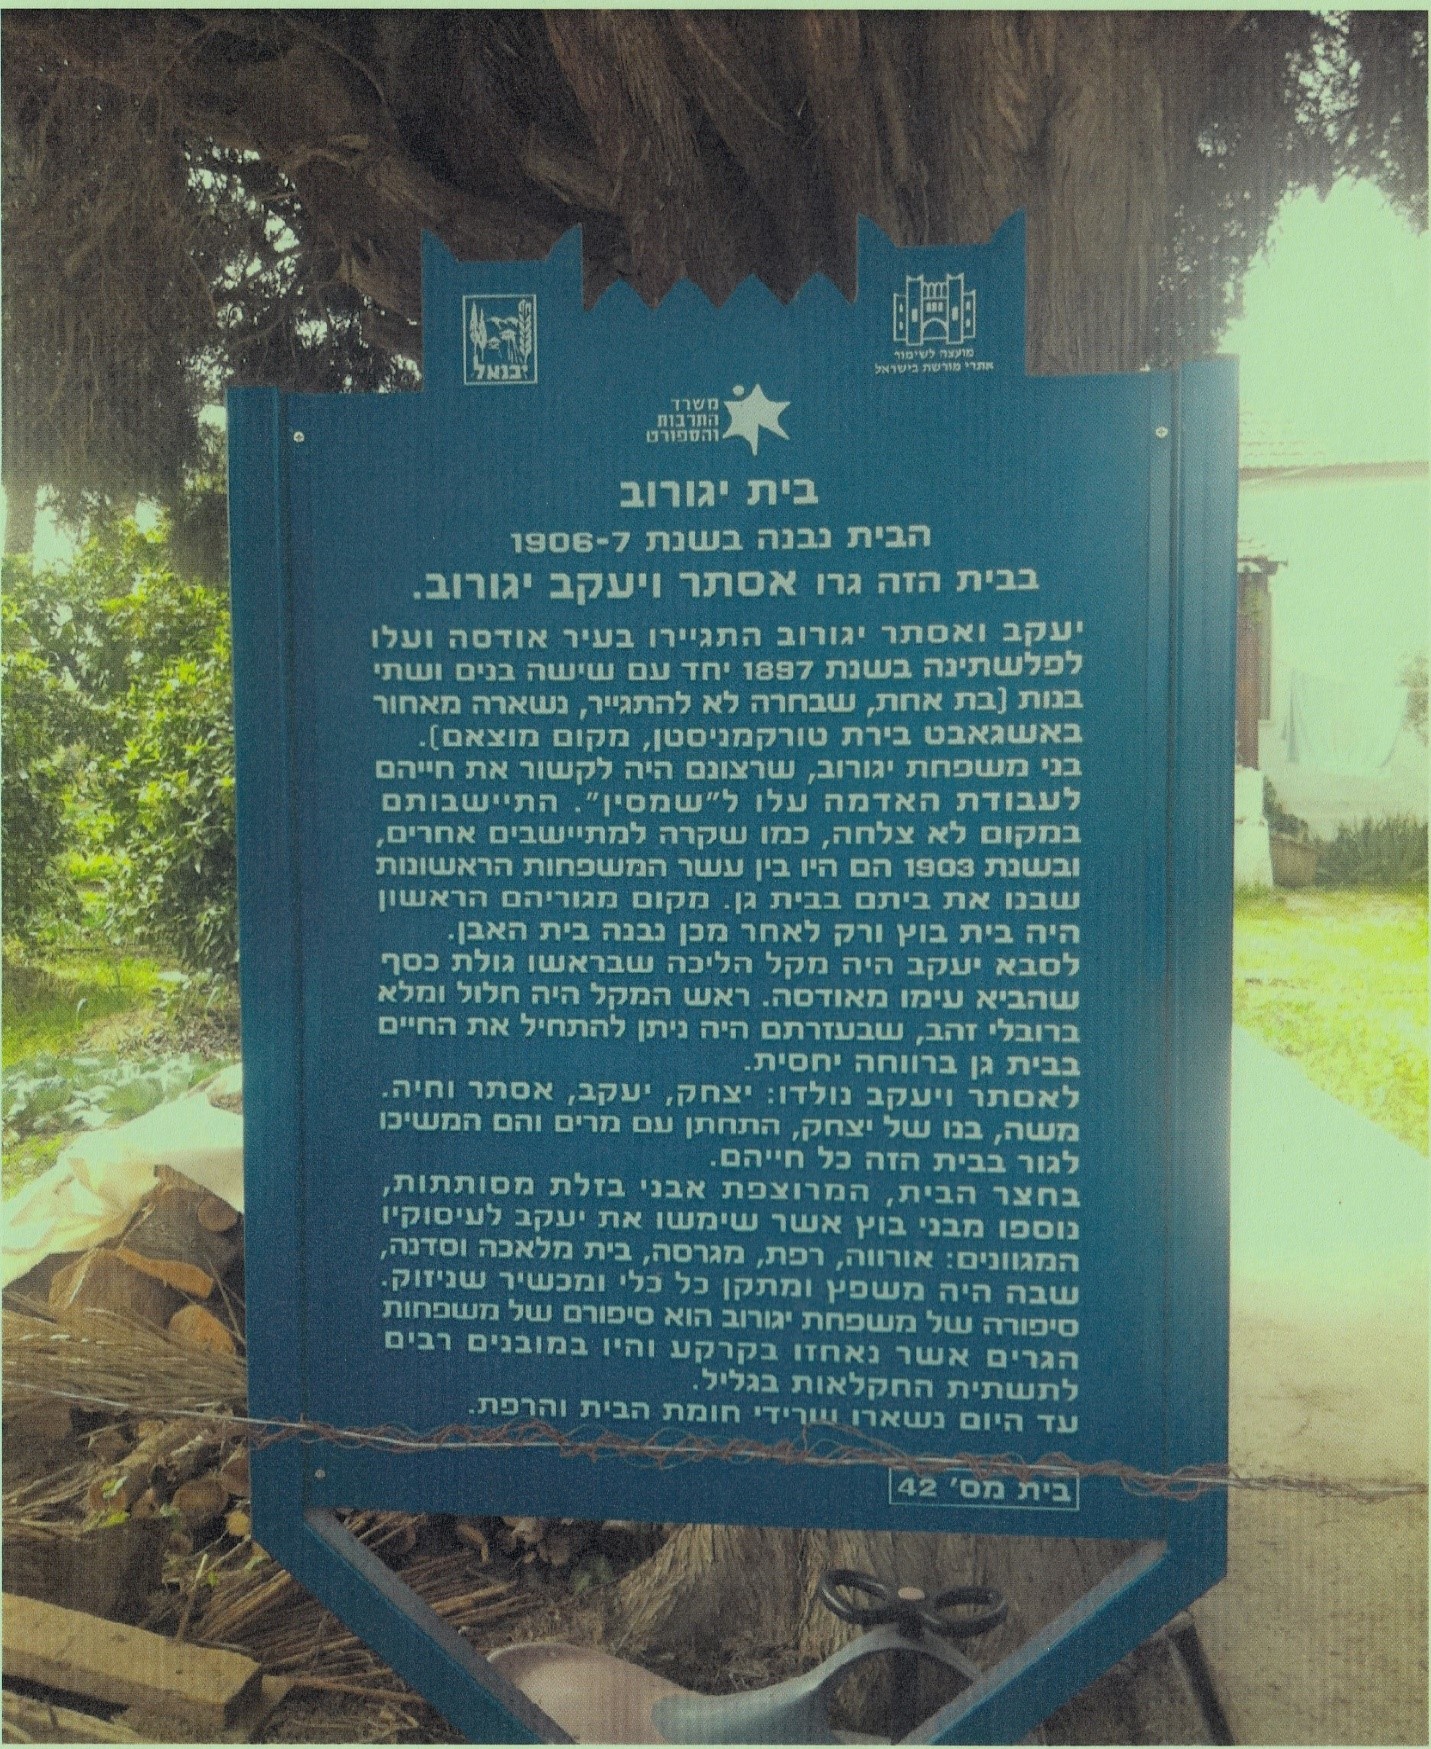 יבנאל
מועצה לשימור
אתרי מורשת בישראל
משרד
התרבות
והספורט
בית יגורוב
הבית נבנה בשנת 1906-7
בבית הזה גרו אסתר ויעקב יגורוב.
יעקב ואסתר יגורוב התגיירו בעיר אודסה ועלו
לפלשתינה בשנת 1897 יחד עם שישה בנים ושתי
בנות (בת אחת, שבחרה לא להתגייר, נשארה מאחור
באשגאבט בירת טורקמניסטן, מקום מוצאם).
בני משפחת יגורוב, שרצונם היה לקשור את חייהם
לעבודת האדמה עלו ל"שמסין". התיישבותם
במקום לא צלחה, כמו שקרה למתיישבים אחרים,
ובשנת 1903 הם היו בין עשר המשפחות הראשונות
שבנו את ביתם בבית גן. מקום מגוריהם הראשון
היה בית בוץ ורק לאחר מכן נבנה בית האבן.
לסבא יעקב היה מקל הליכה שבראשו גולת כסף
שהביא עימו מאודסה. ראש המקל היה חלול ומלא
ברובלי זהב, שבעזרתם היה ניתן להתחיל את החיים
בבית גן ברווחה יחסית.
לאסתר ויעקב נולדו: יצחק, יעקב, אסתר וחיה.
משה, בנו של יצחק, התחתן עם מרים והם המשיכו
לגור בבית הזה כל חייהם.
בחצר הבית, המרוצפת אבני בזלת מסותתות,
נוספו מבני בוץ אשר שימשו את יעקב לעיסוקיו
המגוונים: אורווה, רפת, מגרסה, בית מלאכה וסדנה,
שבה היה משפץ ומתקן כל כלי ומכשיר שניזוק.
סיפורה של משפחת יגורוב הוא סיפורם של משפחות
הגרים אשר נאחזו בקרקע והיו במובנים רבים
לתשתית החקלאות בגליל.
עד היום נשארו שרידי חומת הבית והרפת.
בית מס' 42